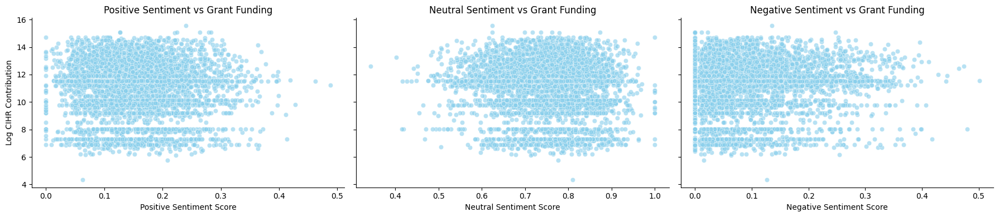 Positive Sentiment vs Grant Funding
Neutral Sentiment vs Grant Funding
Negative Sentiment vs Grant Funding
Log CIHR Contribution
16
14
12
10
8
6
4
0.0 0.1 0.2 0.3 0.4 0.5
0.4 0.5 0.6 0.7 0.8 0.9 1.0
0.0 0.1 0.2 0.3 0.4 0.5
Positive Sentiment Score
Neutral Sentiment Score
Negative Sentiment Score